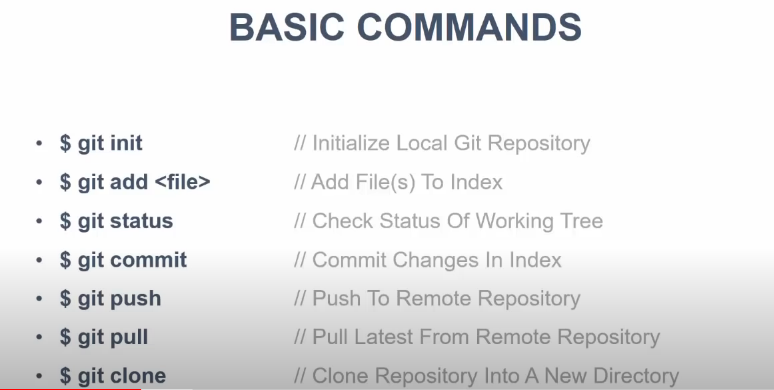 BASIC COMMANDS
• $ git init // Initialize Local Git Repository
• $ git add <file> // Add File(s) To Index
• $ git status // Check Status Of Working Tree
• $ git commit // Commit Changes In Index
• $ git push // Push To Remote Repository
• $ git pull // Pull Latest From Remote Repository
• $ git clone // Clone Repository Into A New Directory